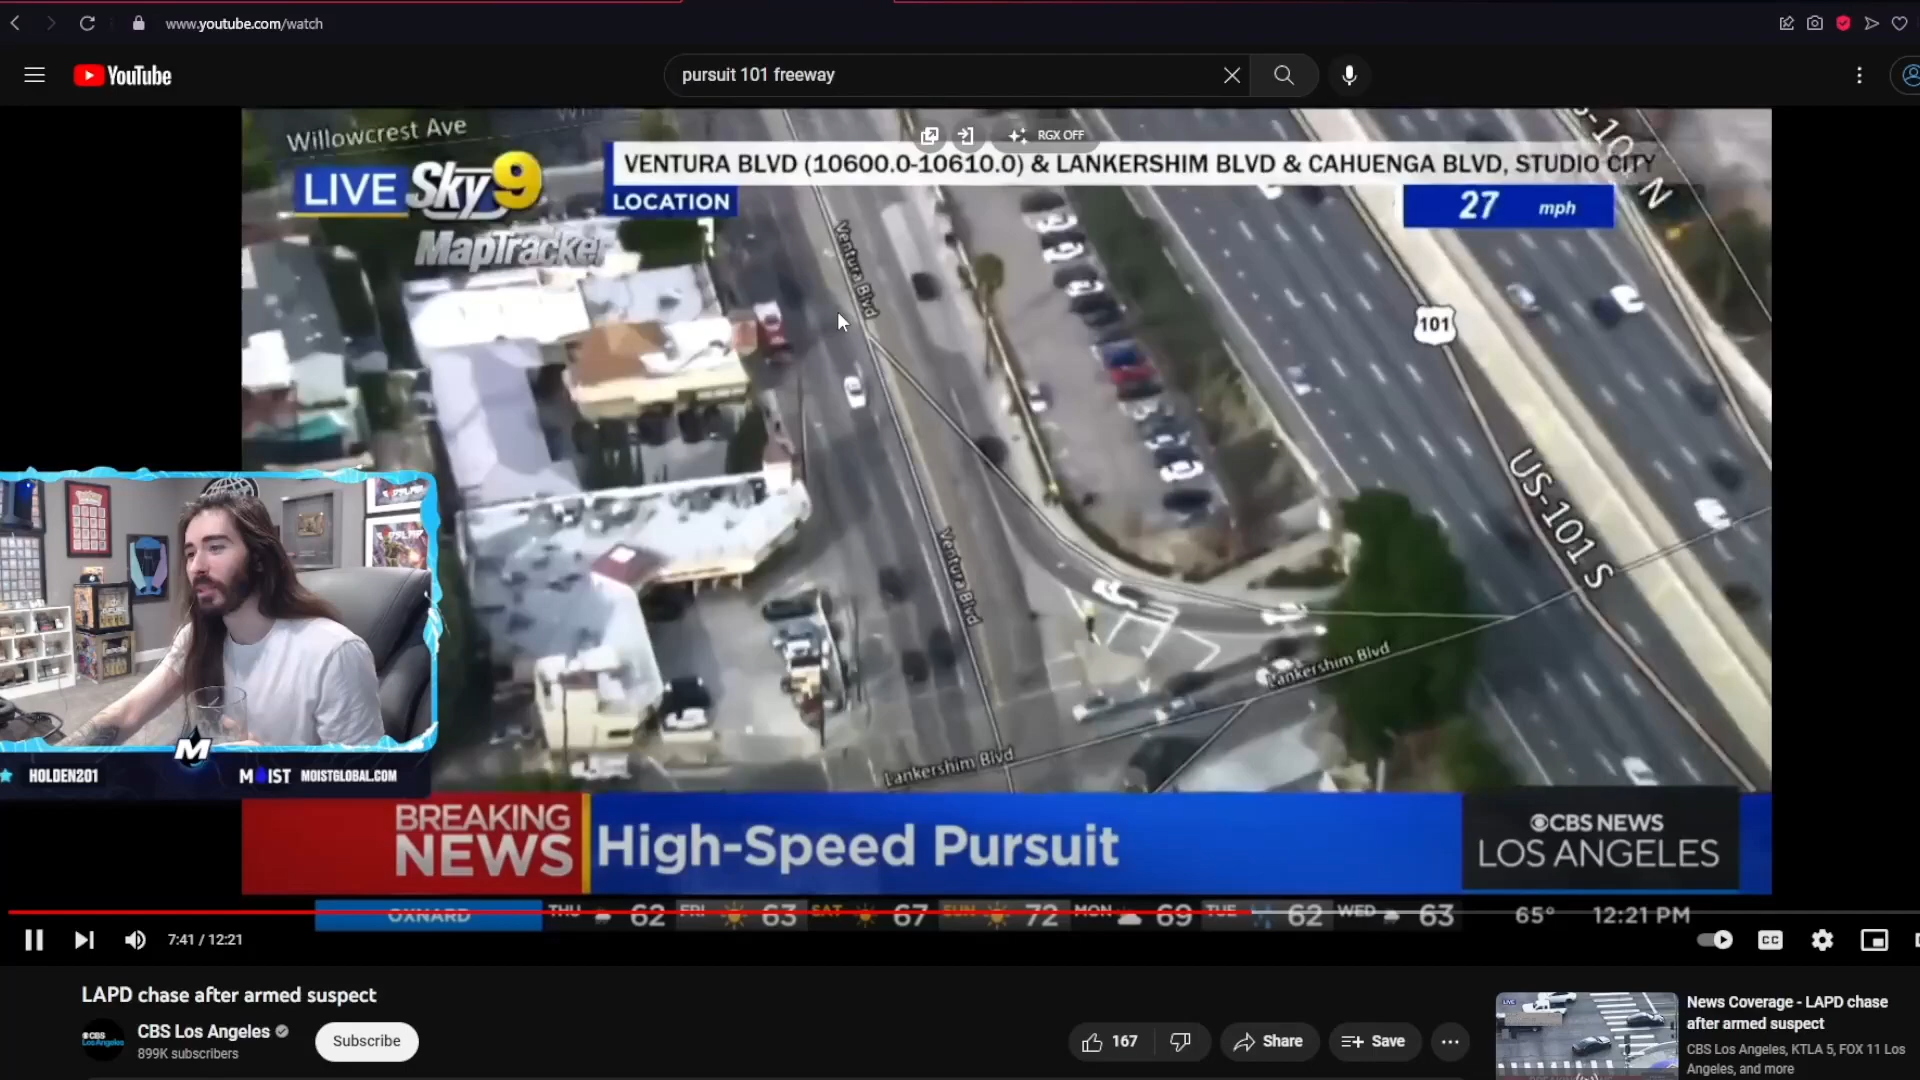 www.youtube.com/watch
YouTube
pursuit 101 freeway
Willowcrest Ave
RGX OFF
LIVE Sky9
MapTracker
VENTURA BLVD (10600.0-10610.0) & LANKERSHIM BLVD & CAHUENGA BLVD, STUDIO CITY
LOCATION
27 mph
Ventura Blvd
101
US-101 S
Ventura Blvd
Lankershim Blvd
Lankershim Blvd
M
HOLDEN201
MOIST MOISTGLOBAL.COM
BREAKING
NEWS
High-Speed Pursuit
CBS NEWS
LOS ANGELES
OXNARD THU 62 FRI 63 SAT 67 SUN 72 MON 69 TUE 62 WED 63 65° 12:21 PM
7:41 / 12:21
CC
LAPD chase after armed suspect
CBS Los Angeles
899K subscribers
Subscribe
167
Share
Save
LIVE
News Coverage - LAPD chase
after armed suspect
CBS Los Angeles, KTLA 5, FOX 11 Los
Angeles, and more